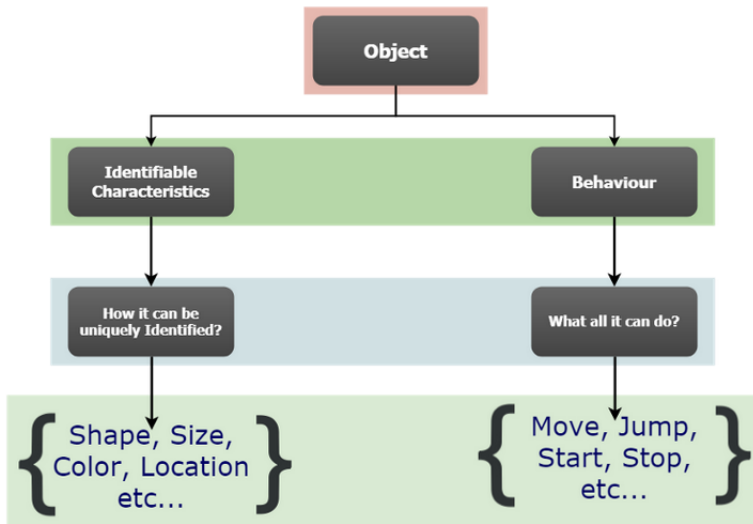 Object
Identifiable
Characteristics
Behaviour
How it can be
uniquely Identified?
What all it can do?
{ Shape, Size, }
Color, Location
etc...
{ Move, Jump, }
Start, Stop,
etc...